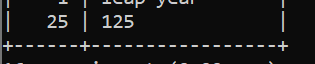 | 1 | leap year |
| 25 | 125 |
+------+-----------------+